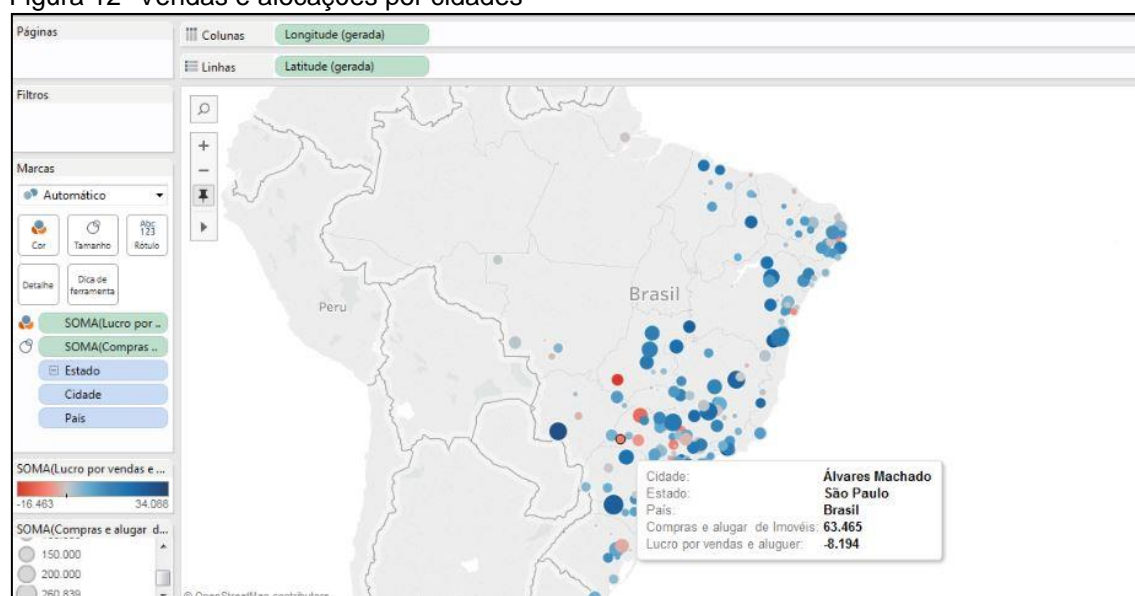 Figura 12- Vendas e alocações por cidades
Páginas
Colunas
Longitude (gerada)
Linhas
Latitude (gerada)
Filtros
Marcas
Automático
Cor
Tamanho
Abc
123
Rótulo
Detalhe
Dica de
ferramenta
SOMA(Lucro por ..
SOMA(Compras ..
Estado
Cidade
País
SOMA(Lucro por vendas e ...
-16.463
34.088
SOMA(Compras e alugar d...
150.000
200.000
260.839
Brasil
Peru
Cidade: Álvares Machado
Estado: São Paulo
País: Brasil
Compras e alugar de Imovéis: 63.465
Lucro por vendas e aluguer: -8.194
© OpenStreetMap contributors